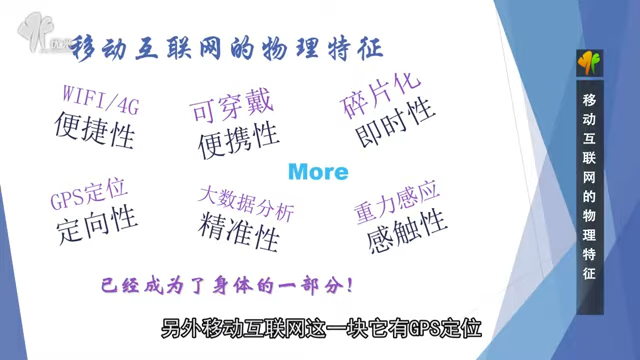 移动互联网的物理特征
WIFI/4G
便捷性
可穿戴
便携性
碎片化
即时性
More
GPS定位
定向性
大数据分析
精准性
重力感应
感触性
已经成为了身体的一部分!
移动互联网的物理特征
另外移动互联网这一块它有GPS定位